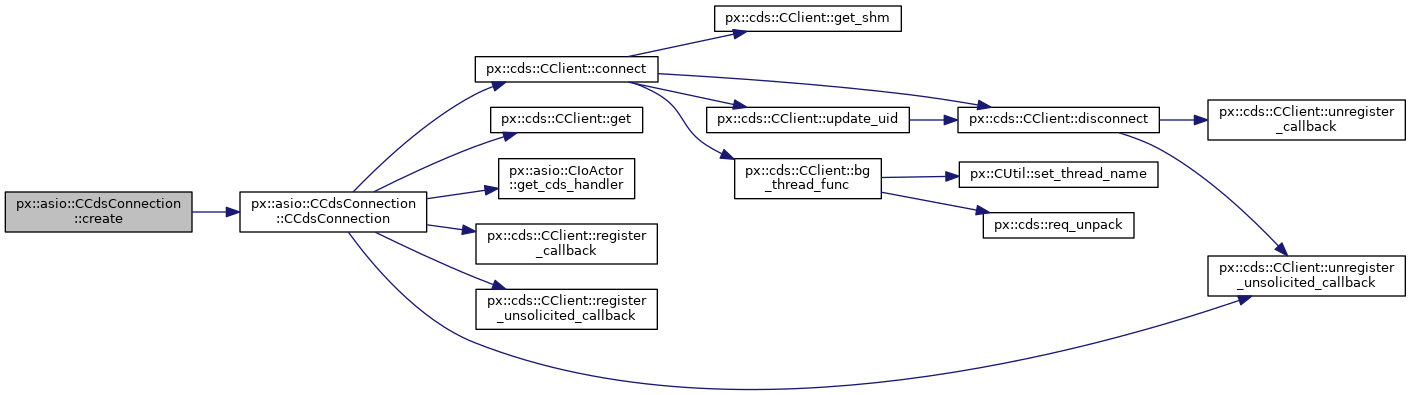 px::asio::CCdsConnection
::create
px::asio::CCdsConnection
::CCdsConnection
px::cds::CClient::connect
px::cds::CClient::get_shm
px::cds::CClient::update_uid
px::cds::CClient::disconnect
px::cds::CClient::unregister
_callback
px::cds::CClient::unregister
_unsolicited_callback
px::cds::CClient::bg
_thread_func
px::CUtil::set_thread_name
px::cds::req_unpack
px::cds::CClient::get
px::asio::CIoActor
::get_cds_handler
px::cds::CClient::register
_callback
px::cds::CClient::register
_unsolicited_callback